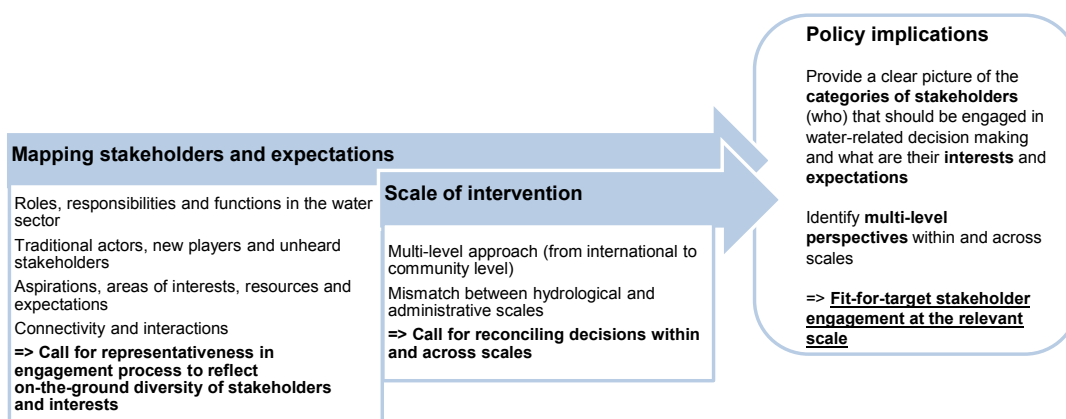 Mapping stakeholders and expectations
Roles, responsibilities and functions in the water
sector
Traditional actors, new players and unheard
stakeholders
Aspirations, areas of interests, resources and
expectations
Connectivity and interactions
=> Call for representativeness in
engagement process to reflect
on-the-ground diversity of stakeholders
and interests
Scale of intervention
Multi-level approach (from international to
community level)
Mismatch between hydrological and
administrative scales
=> Call for reconciling decisions within
and across scales
Policy implications
Provide a clear picture of the
categories of stakeholders
(who) that should be engaged in
water-related decision making
and what are their interests and
expectations
Identify multi-level
perspectives within and across
scales
=> Fit-for-target stakeholder
engagement at the relevant
scale